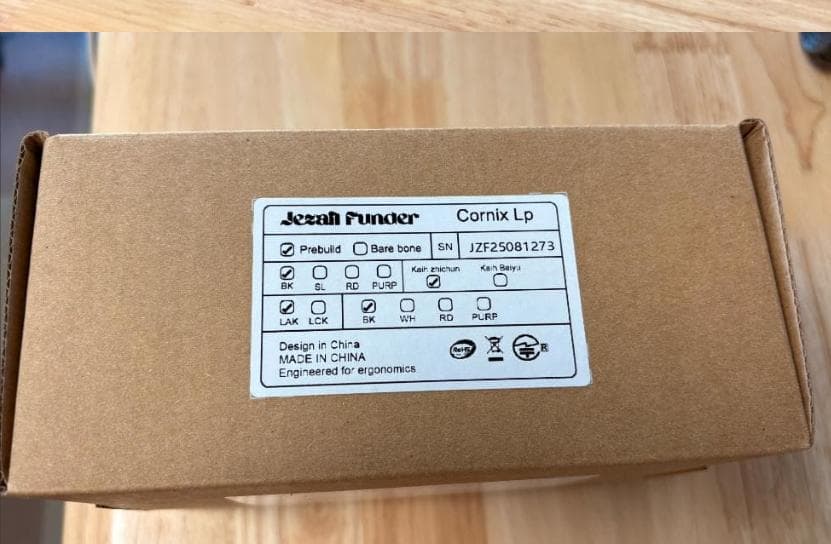 Jezail Funder Cornix Lp
Prebuild Bare bone SN JZF25081273
Kaih zhichun Kaih Baiyu
BK SL RD PURP
LAK LCK BK WH RD PURP
Design in China
MADE IN CHINA
Engineered for ergonomics
RoHS
R